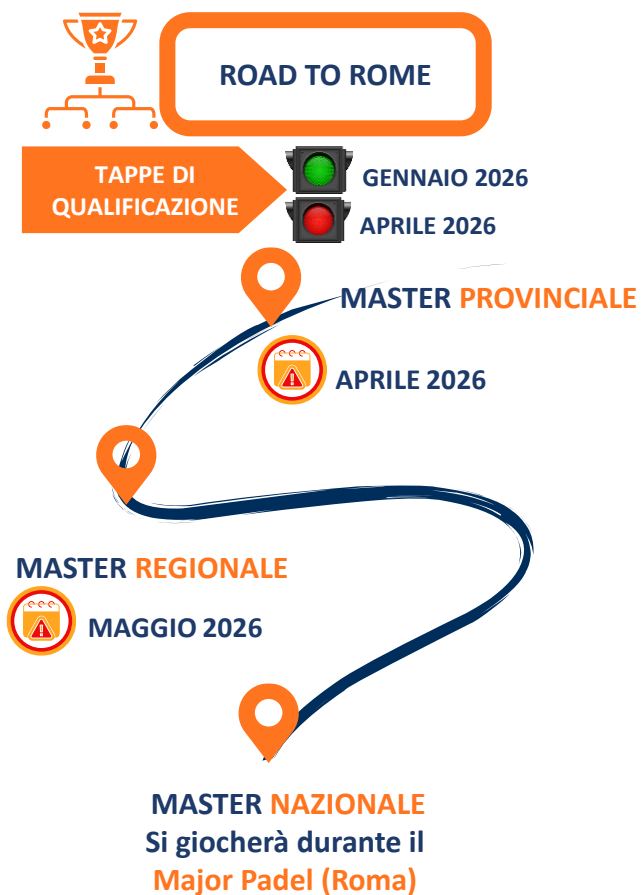 ROAD TO ROME
TAPPE DI
QUALIFICAZIONE
GENNAIO 2026
APRILE 2026
MASTER PROVINCIALE
APRILE 2026
MASTER REGIONALE
MAGGIO 2026
MASTER NAZIONALE
Si giocherà durante il
Major Padel (Roma)